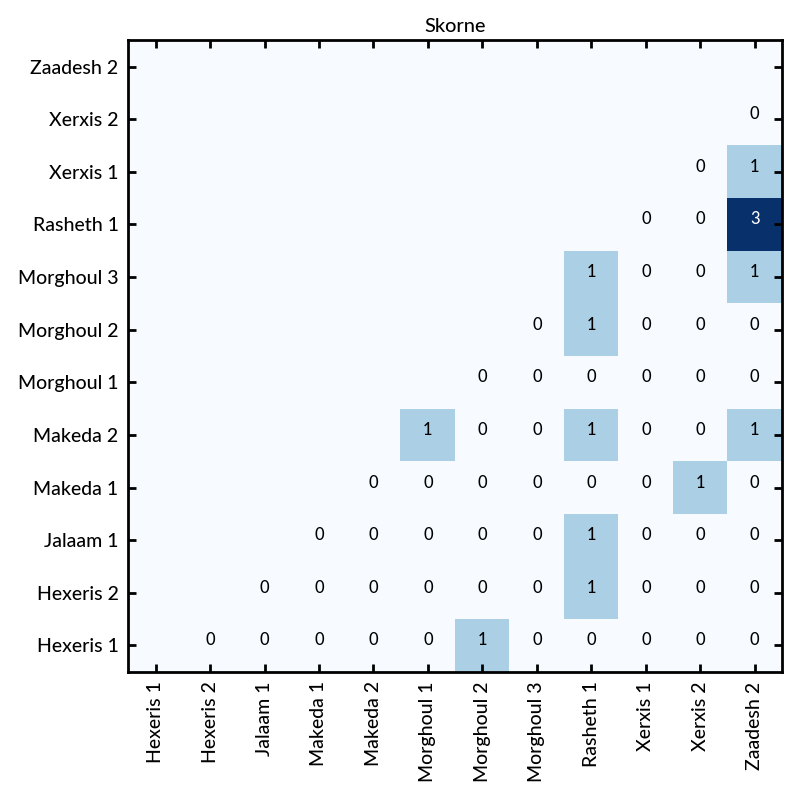 Skorne
Zaadesh 2
Xerxis 2 0
Xerxis 1 0 1
Rasheth 1 0 0 3
Morghoul 3 1 0 0 1
Morghoul 2 0 1 0 0 0
Morghoul 1 0 0 0 0 0 0
Makeda 2 1 0 0 1 0 0 1
Makeda 1 0 0 0 0 0 0 1 0
Jalaam 1 0 0 0 0 0 1 0 0 0
Hexeris 2 0 0 0 0 0 0 1 0 0 0
Hexeris 1 0 0 0 0 0 1 0 0 0 0 0
Hexeris 1
Hexeris 2
Jalaam 1
Makeda 1
Makeda 2
Morghoul 1
Morghoul 2
Morghoul 3
Rasheth 1
Xerxis 1
Xerxis 2
Zaadesh 2